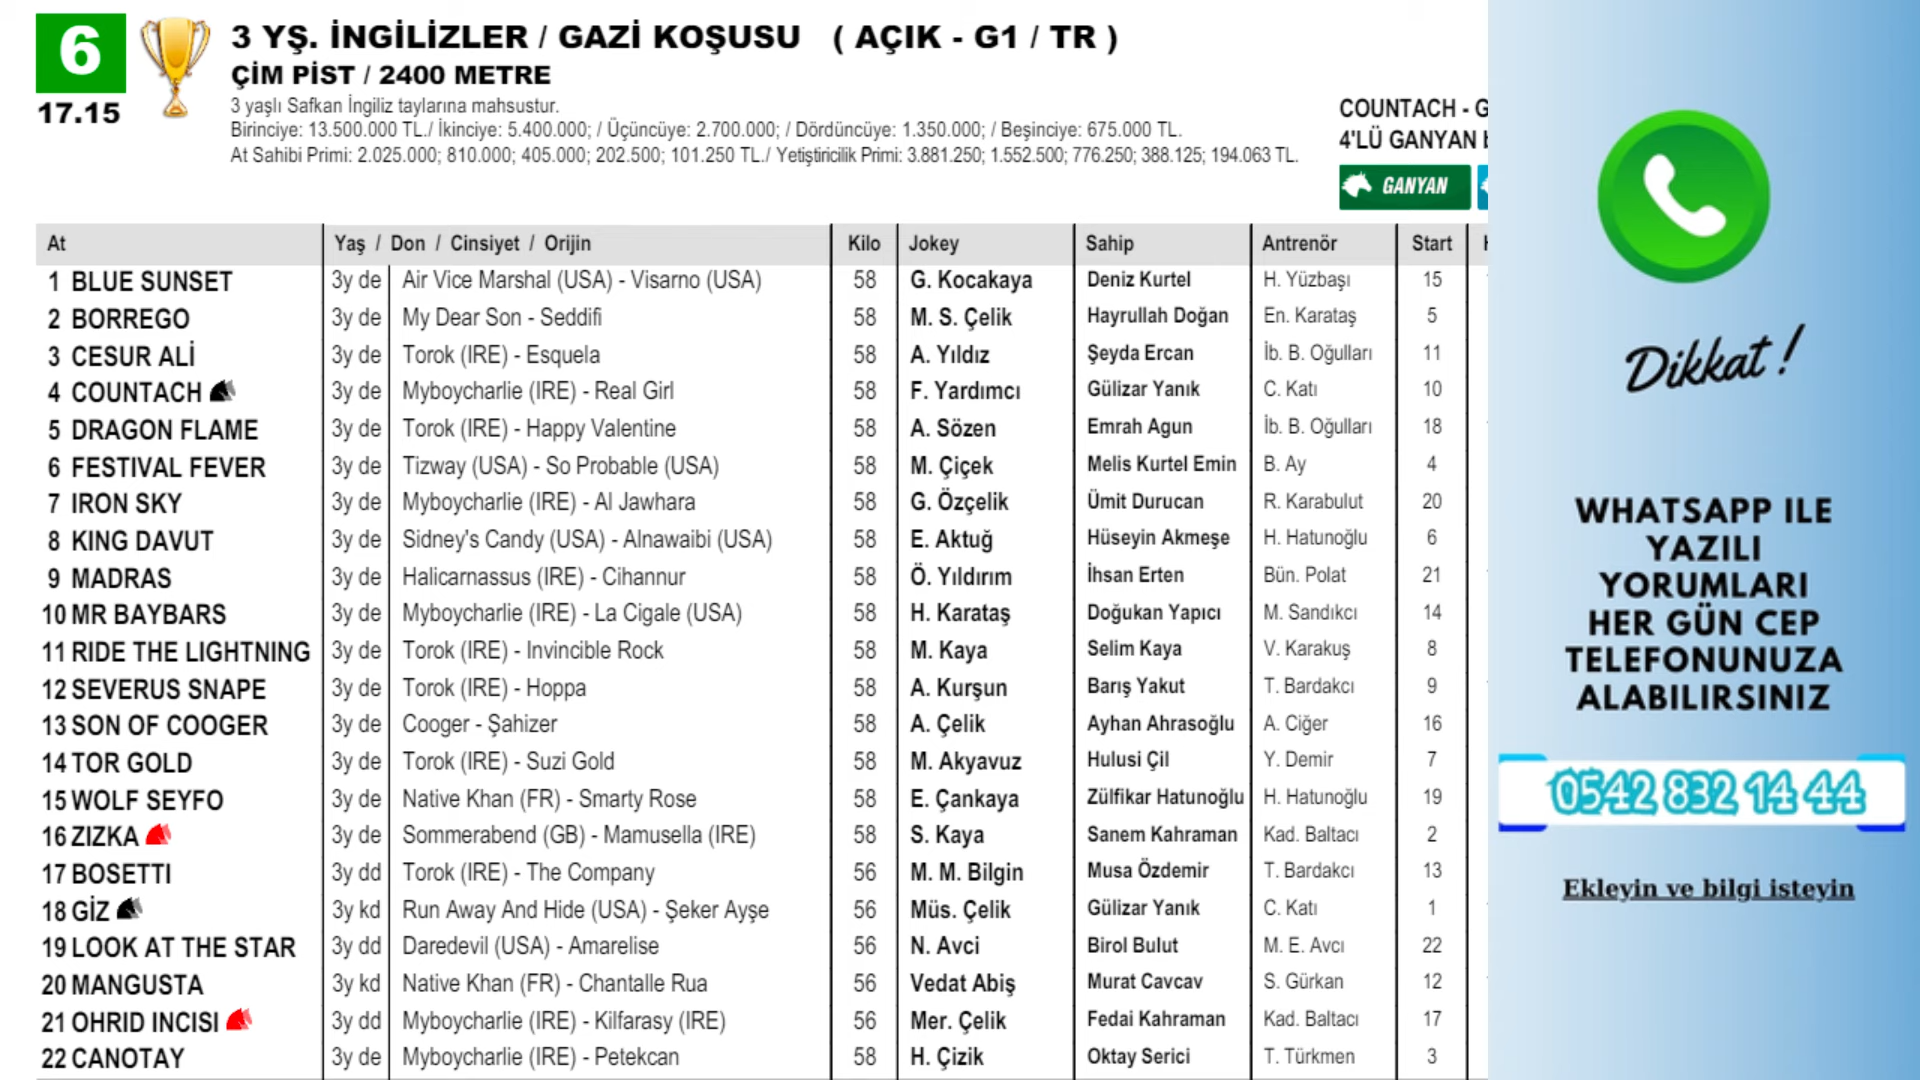 6
17.15
3 YŞ. İNGİLİZLER / GAZİ KOŞUSU ( AÇIK - G1 / TR )
ÇİM PİST / 2400 METRE
3 yaşlı Safkan İngiliz taylarına mahsustur.
Birinciye: 13.500.000 TL./ İkinciye: 5.400.000; / Üçüncüye: 2.700.000; / Dördüncüye: 1.350.000; / Beşinciye: 675.000 TL.
At Sahibi Primi: 2.025.000; 810.000; 405.000; 202.500; 101.250 TL./ Yetiştiricilik Primi: 3.881.250; 1.552.500; 776.250; 388.125; 194.063 TL.
COUNTACH - G
4'LÜ GANYAN
GANYAN
At Yaş / Don / Cinsiyet / Orijin Kilo Jokey Sahip Antrenör Start
1 BLUE SUNSET 3y de Air Vice Marshal (USA) - Visarno (USA) 58 G. Kocakaya Deniz Kurtel H. Yüzbaşı 15
2 BORREGO 3y de My Dear Son - Seddifi 58 M. S. Çelik Hayrullah Doğan En. Karataş 5
3 CESUR ALİ 3y de Torok (IRE) - Esquela 58 A. Yıldız Şeyda Ercan İb. B. Oğulları 11
4 COUNTACH 3y de Myboycharlie (IRE) - Real Girl 58 F. Yardımcı Gülizar Yanık C. Katı 10
5 DRAGON FLAME 3y de Torok (IRE) - Happy Valentine 58 A. Sözen Emrah Agun İb. B. Oğulları 18
6 FESTIVAL FEVER 3y de Tizway (USA) - So Probable (USA) 58 M. Çiçek Melis Kurtel Emin B. Ay 4
7 IRON SKY 3y de Myboycharlie (IRE) - Al Jawhara 58 G. Özçelik Ümit Durucan R. Karabulut 20
8 KING DAVUT 3y de Sidney's Candy (USA) - Alnawaibi (USA) 58 E. Aktuğ Hüseyin Akmeşe H. Hatunoğlu 6
9 MADRAS 3y de Halicarnassus (IRE) - Cihannur 58 Ö. Yıldırım İhsan Erten Bün. Polat 21
10 MR BAYBARS 3y de Myboycharlie (IRE) - La Cigale (USA) 58 H. Karataş Doğukan Yapıcı M. Sandıkcı 14
11 RIDE THE LIGHTNING 3y de Torok (IRE) - Invincible Rock 58 M. Kaya Selim Kaya V. Karakuş 8
12 SEVERUS SNAPE 3y de Torok (IRE) - Hoppa 58 A. Kurşun Barış Yakut T. Bardakcı 9
13 SON OF COOGER 3y de Cooger - Şahizer 58 A. Çelik Ayhan Ahrasoğlu A. Ciğer 16
14 TOR GOLD 3y de Torok (IRE) - Suzi Gold 58 M. Akyavuz Hulusi Çil Y. Demir 7
15 WOLF SEYFO 3y de Native Khan (FR) - Smarty Rose 58 E. Çankaya Zülfikar Hatunoğlu H. Hatunoğlu 19
16 ZIZKA 3y de Sommerabend (GB) - Mamusella (IRE) 58 S. Kaya Sanem Kahraman Kad. Baltacı 2
17 BOSETTI 3y dd Torok (IRE) - The Company 56 M. M. Bilgin Musa Özdemir T. Bardakcı 13
18 GİZ 3y kd Run Away And Hide (USA) - Şeker Ayşe 56 Müs. Çelik Gülizar Yanık C. Katı 1
19 LOOK AT THE STAR 3y dd Daredevil (USA) - Amarelise 56 N. Avci Birol Bulut M. E. Avcı 22
20 MANGUSTA 3y kd Native Khan (FR) - Chantalle Rua 56 Vedat Abiş Murat Cavcav S. Gürkan 12
21 OHRID INCISI 3y dd Myboycharlie (IRE) - Kilfarasy (IRE) 56 Mer. Çelik Fedai Kahraman Kad. Baltacı 17
22 CANOTAY 3y de Myboycharlie (IRE) - Petekcan 58 H. Çizik Oktay Serici T. Türkmen 3
Dikkat !
WHATSAPP ILE
YAZILI
YORUMLARI
HER GÜN CEP
TELEFONUNUZA
ALABILIRSINIZ
0542 832 14 44
Ekleyin ve bilgi isteyin